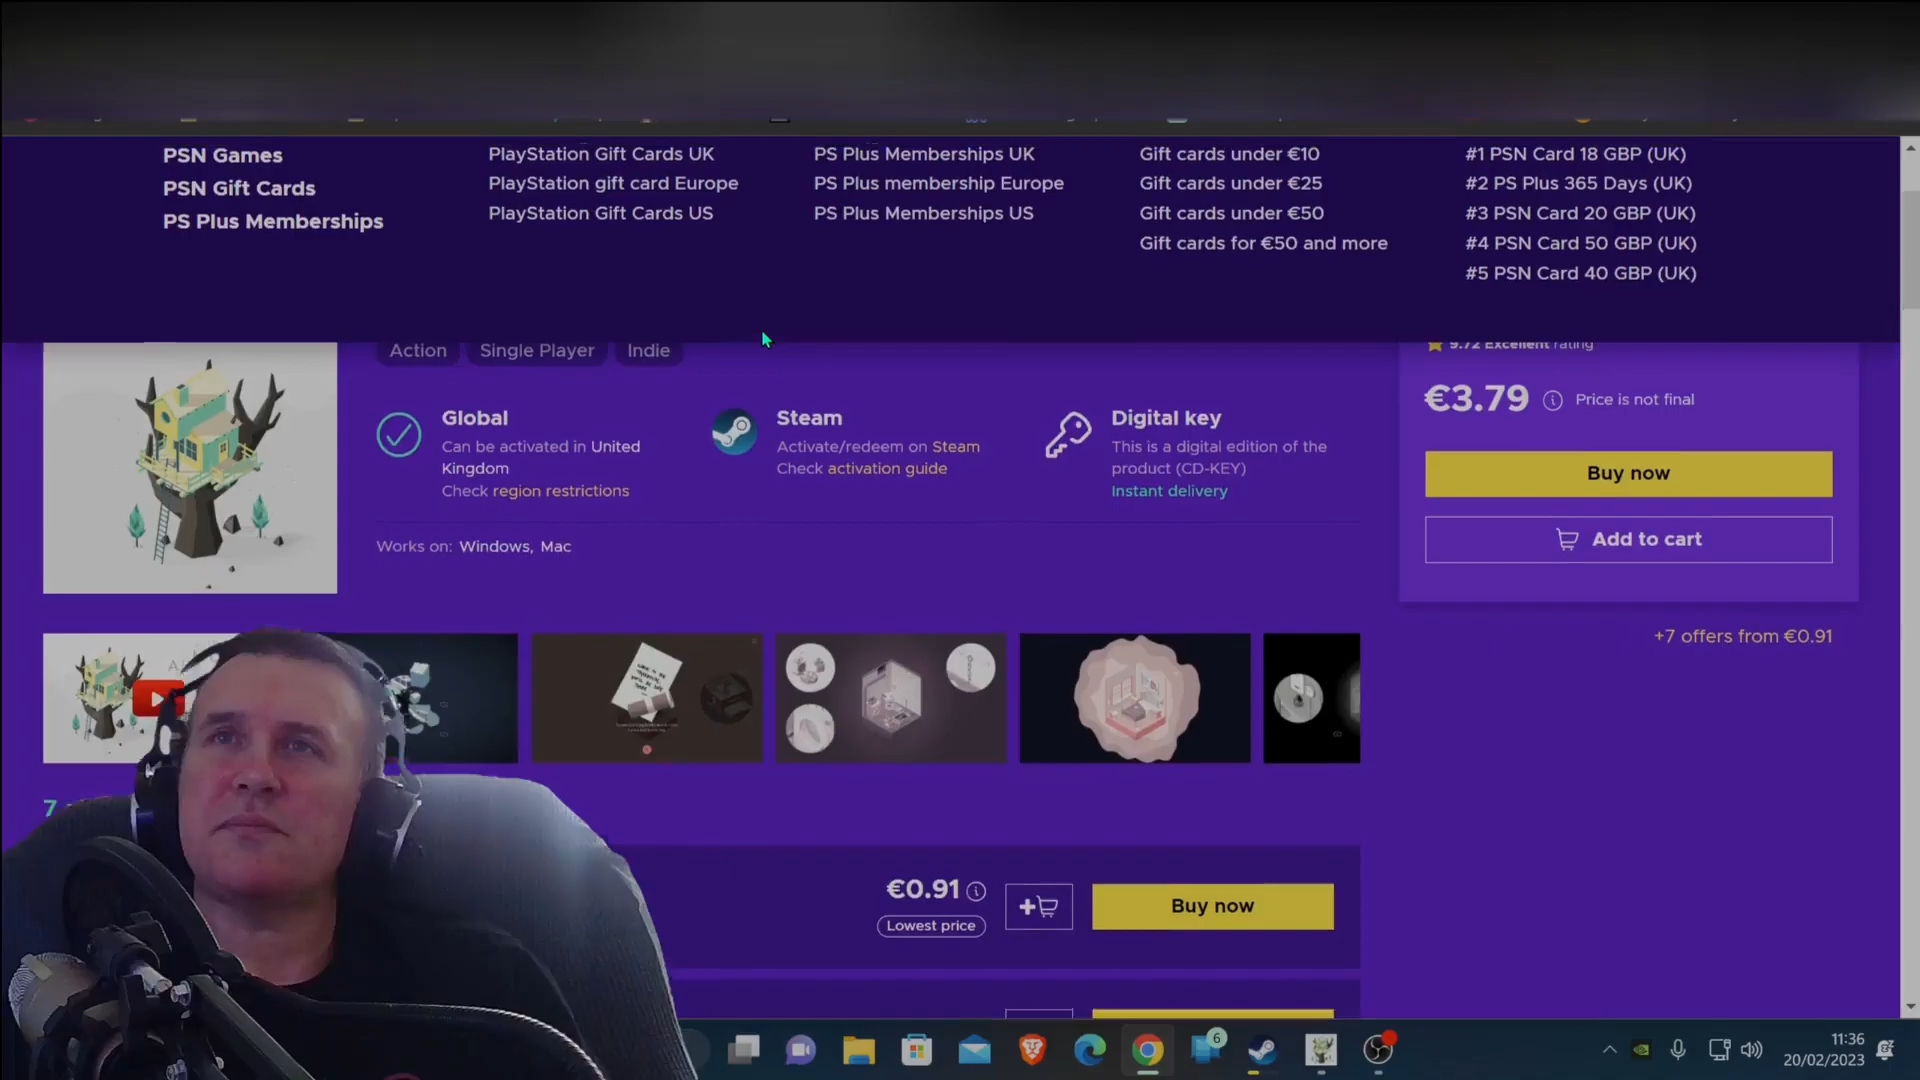 PSN Games
PSN Gift Cards
PS Plus Memberships
PlayStation Gift Cards UK
PlayStation gift card Europe
PlayStation Gift Cards US
PS Plus Memberships UK
PS Plus membership Europe
PS Plus Memberships US
Gift cards under €10
Gift cards under €25
Gift cards under €50
Gift cards for €50 and more
#1 PSN Card 18 GBP (UK)
#2 PS Plus 365 Days (UK)
#3 PSN Card 20 GBP (UK)
#4 PSN Card 50 GBP (UK)
#5 PSN Card 40 GBP (UK)
Action
Single Player
Indie
9.72 Excellent rating
Global
Can be activated in United
Kingdom
Check region restrictions
Steam
Activate/redeem on Steam
Check activation guide
Digital key
This is a digital edition of the
product (CD-KEY)
Instant delivery
€3.79
Price is not final
Buy now
Add to cart
Works on: Windows, Mac
+7 offers from €0.91
7
€0.91
Lowest price
Buy now
6
11:36
20/02/2023